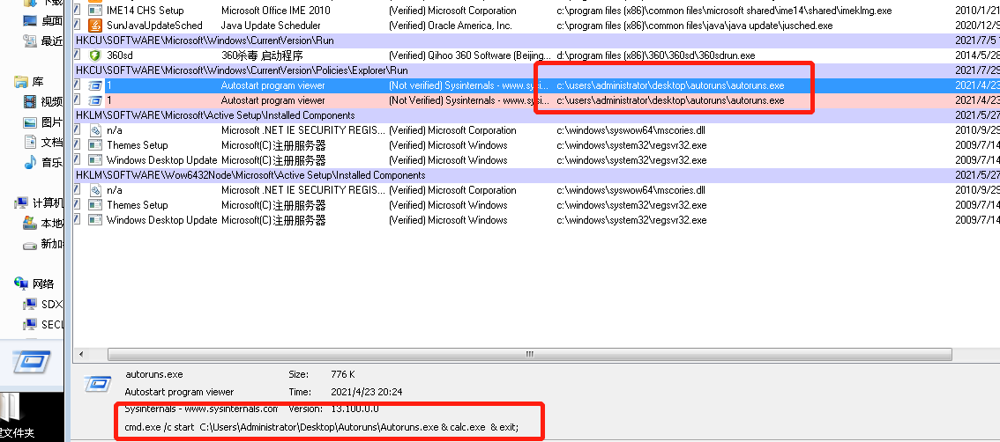 下载
桌面
最近
库
视频
图片
文档
音乐
计算机
本地
新加
网络
SDX
SECL
置文件夹
IME14 CHS Setup Microsoft Office IME 2010 (Verified) Microsoft Corporation c:\program files (x86)\common files\microsoft shared\ime14\shared\imeklmg.exe 2010/1/21
SunJavaUpdateSched Java Update Scheduler (Verified) Oracle America, Inc. c:\program files (x86)\common files\java\java update\jusched.exe 2020/12/9
HKCU\SOFTWARE\Microsoft\Windows\CurrentVersion\Run 2021/7/5 1
360sd 360杀毒 启动程序 (Verified) Qihoo 360 Software (Beijing... d:\program files (x86)\360\360sd\360sdrun.exe 2014/5/28
HKCU\SOFTWARE\Microsoft\Windows\CurrentVersion\Policies\Explorer\Run 2021/7/29
1 Autostart program viewer (Not verified) Sysinternals - www.sysi... c:\users\administrator\desktop\autoruns\autoruns.exe 2021/4/23
1 Autostart program viewer (Not Verified) Sysinternals - www.sysi... c:\users\administrator\desktop\autoruns\autoruns.exe 2021/4/23
HKLM\SOFTWARE\Microsoft\Active Setup\Installed Components 2021/5/27
n/a Microsoft .NET IE SECURITY REGIS... (Verified) Microsoft Corporation c:\windows\syswow64\mscories.dll 2010/9/29
Themes Setup Microsoft(C)注册服务器 (Verified) Microsoft Windows c:\windows\system32\regsvr32.exe 2009/7/14
Windows Desktop Update Microsoft(C)注册服务器 (Verified) Microsoft Windows c:\windows\system32\regsvr32.exe 2009/7/14
HKLM\SOFTWARE\Wow6432Node\Microsoft\Active Setup\Installed Components 2021/5/27
n/a Microsoft .NET IE SECURITY REGIS... (Verified) Microsoft Corporation c:\windows\syswow64\mscories.dll 2010/9/29
Themes Setup Microsoft(C)注册服务器 (Verified) Microsoft Windows c:\windows\system32\regsvr32.exe 2009/7/14
Windows Desktop Update Microsoft(C)注册服务器 (Verified) Microsoft Windows c:\windows\system32\regsvr32.exe 2009/7/14
autoruns.exe Size: 776 K
Autostart program viewer Time: 2021/4/23 20:24
Sysinternals - www.sysinternals.com Version: 13.100.0.0
cmd.exe /c start C:\Users\Administrator\Desktop\Autoruns\Autoruns.exe & calc.exe & exit;